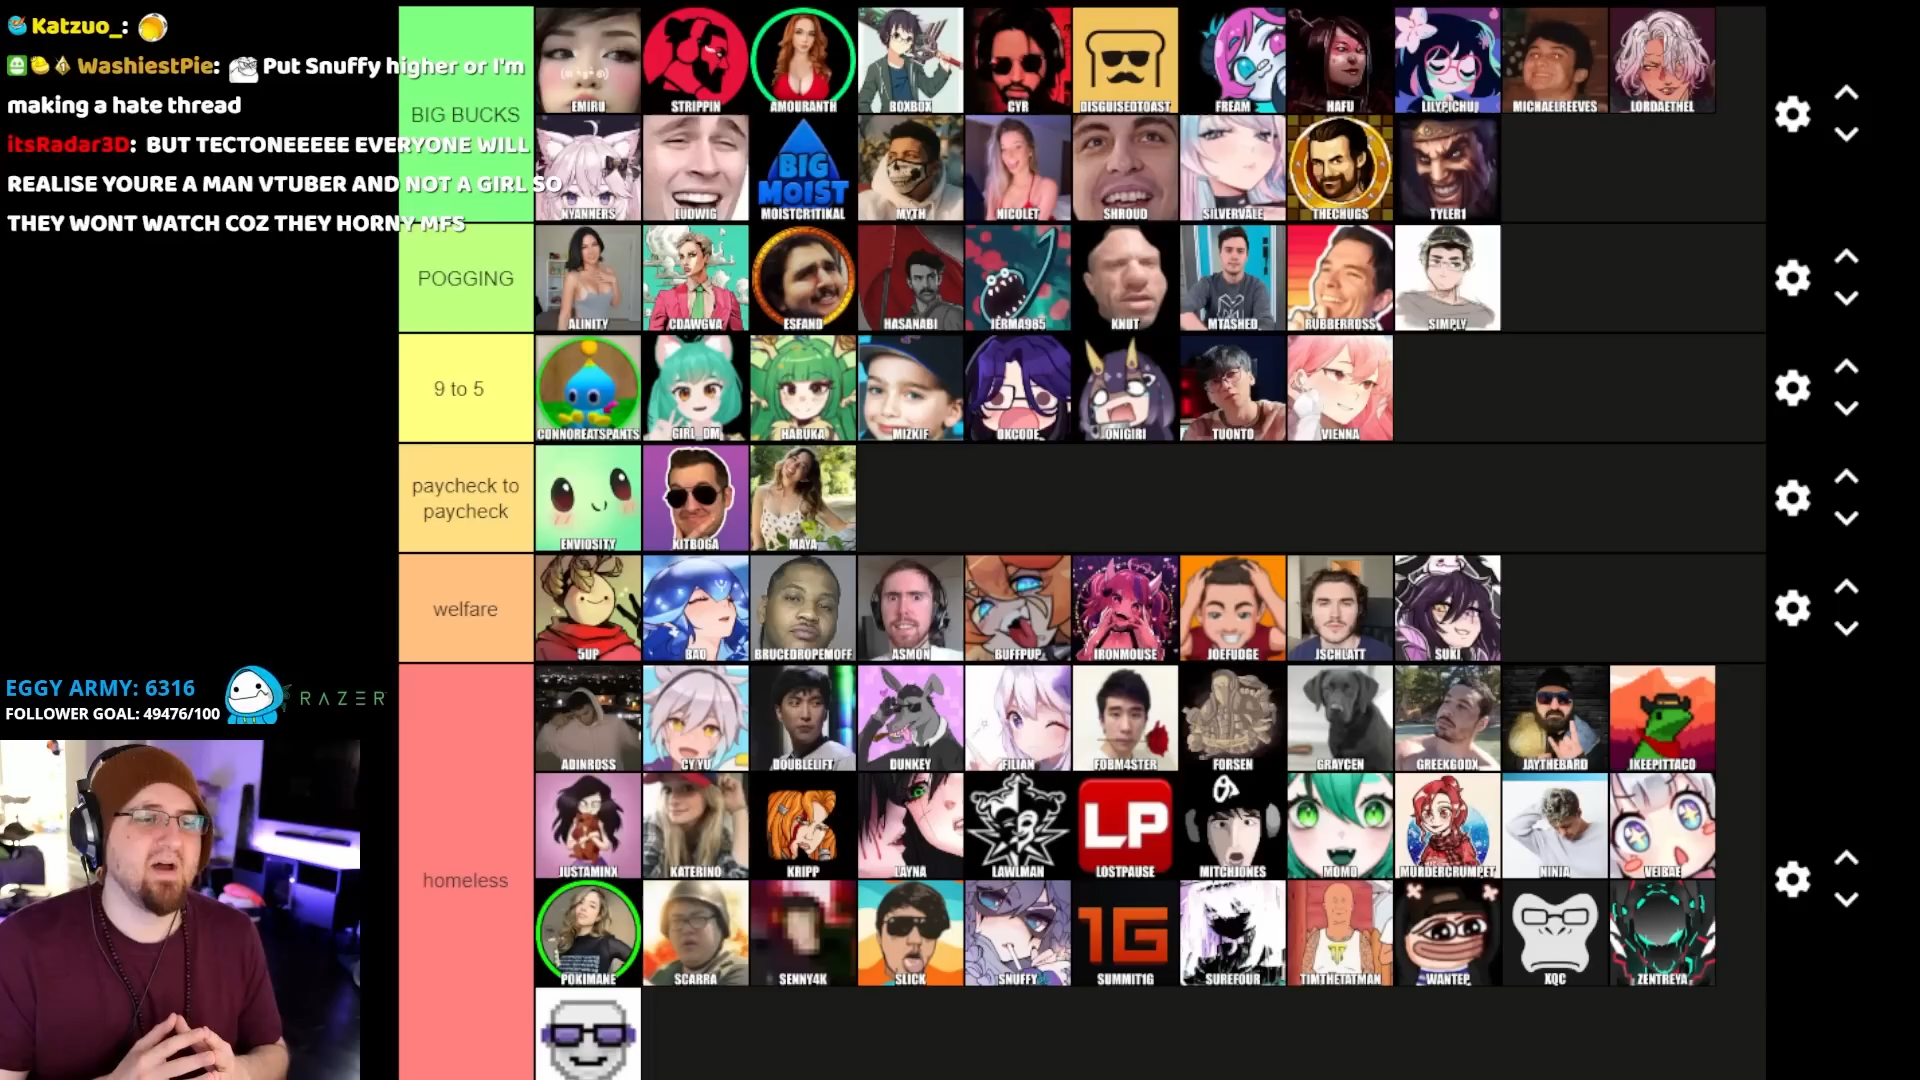 Katzuo_:
WashiestPie: Put Snuffy higher or I'm
making a hate thread
itsRadar3D: BUT TECTONEEEEE EVERYONE WILL
REALISE YOURE A MAN VTUBER AND NOT A GIRL SO
THEY WONT WATCH COZ THEY HORNY MFS
EGGY ARMY: 6316
FOLLOWER GOAL: 49476/100
RAZER
BIG BUCKS
EMIRU STRIPPIN AMOURANTH BOXBOX CYR DISGUISEDTOAST FREAM HAFU LILYPICHU MICHAELREEVES LORDAETHEL
BIG
MOIST
NYANNERS LUDWIG MOISTCR1TIKAL MYTH NICOLET SHROUD SILVERVALE THECHUGS TYLER1
POGGING
ALINITY CDAWGVA ESFAND HASANABI JERMA985 KNUT MTASHED RUBBERROSS SIMPLY
9 to 5
CONNOREATSPANTS GIRL_DM HARUKA MIZKIF OKCODE ONIGIRI TUONTO VIENNA
paycheck to
paycheck
ENVIOSITY KITBOGA MAYA
welfare
5UP BAO BRUCEDROPEMOFF ASMON BUFFPUP IRONMOUSE JOEFUDGE JSCHLATT SUKI
homeless
ADINROSS CYYU DOUBLELIFT DUNKEY FILIAN FOBM4STER FORSEN GRAYCEN GREEKGODX JAYTHEBARD IKEEPITTACO
LP
JUSTAMINX KATERINO KRIPP LAYNA LAWLMAN LOSTPAUSE MITCHJONES MOMO MURDERCRUMPET NINJA VEIBAE
1G
POKIMANE SCARRA SENNY4K SLICK SNUFFY SUMMIT1G SUREFOUR TIMTHETATMAN WANTEP XQC ZENTREYA